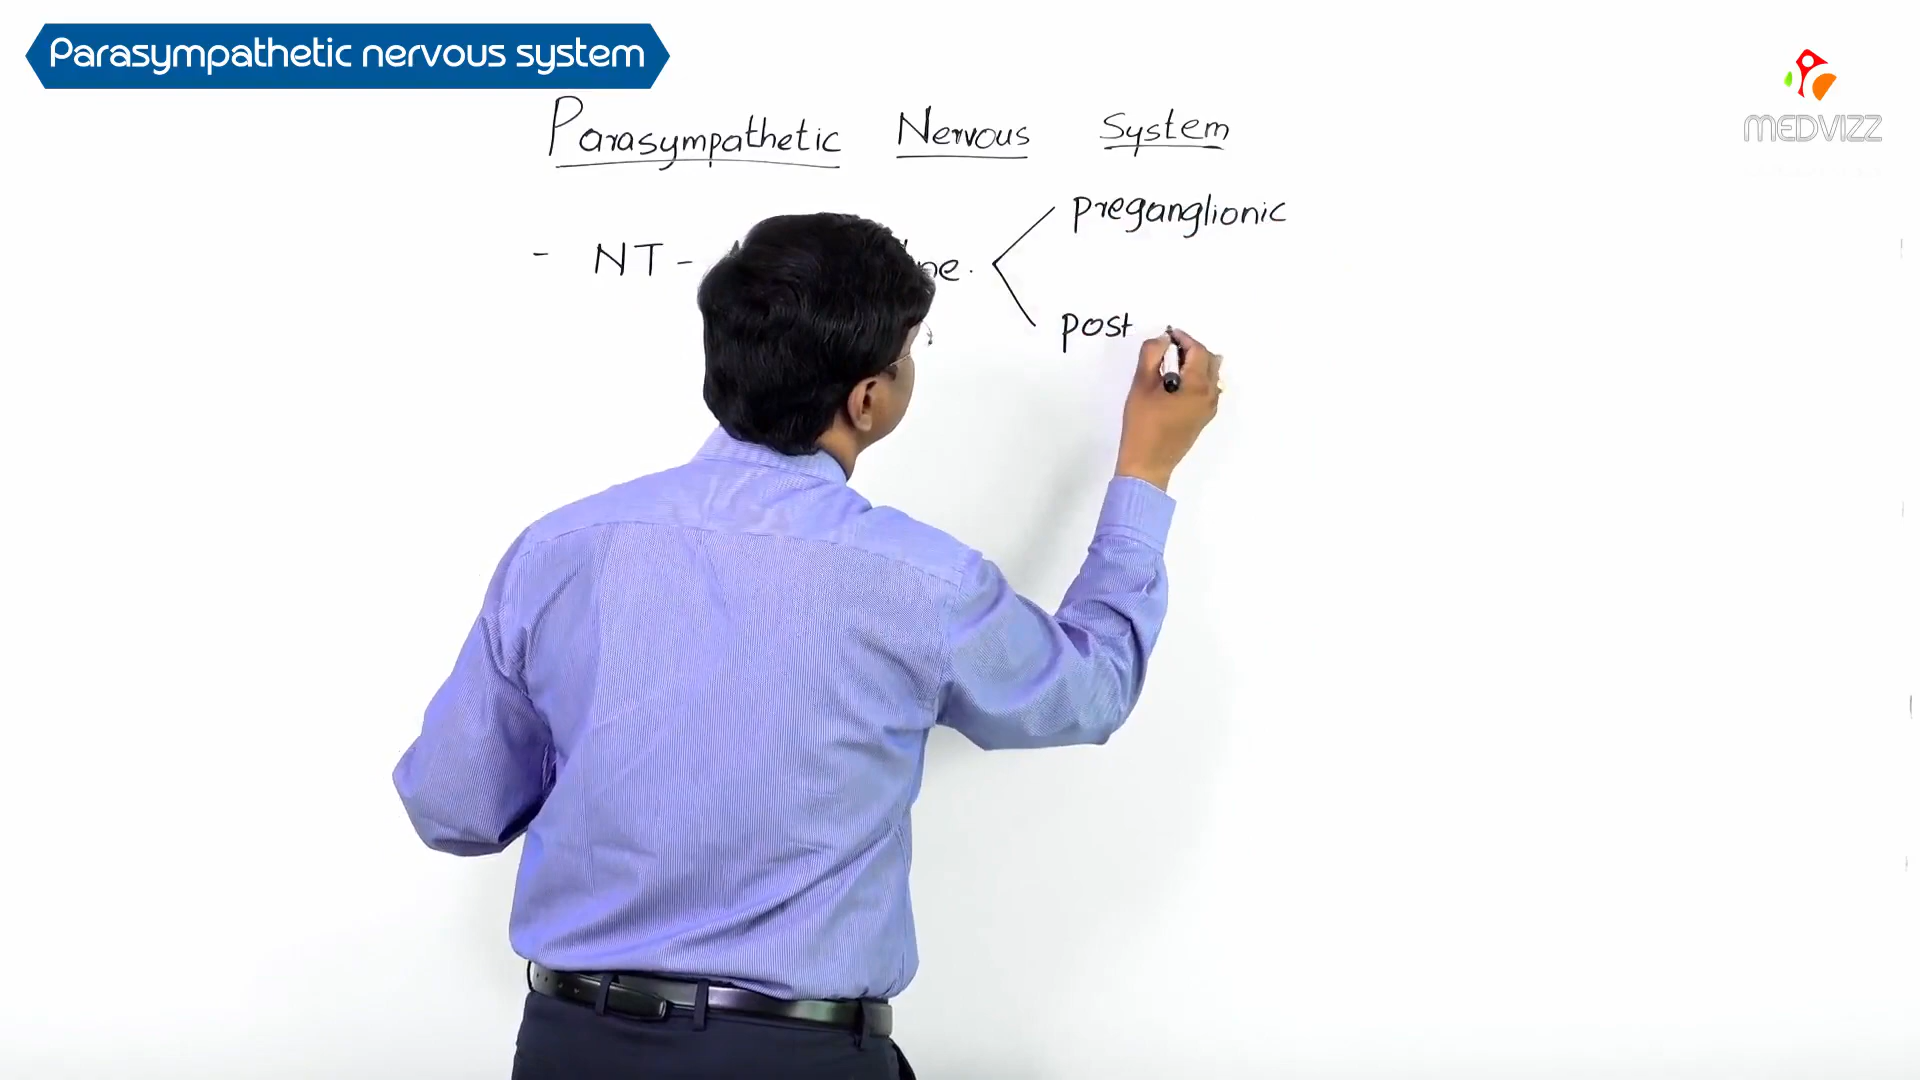 Parasympathetic nervous system
MEDVIZZ
Parasympathetic Nervous System
preganglionic
- NT -
post